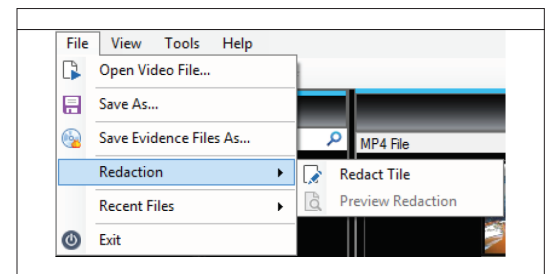 File View Tools Help
Open Video File...
Save As...
Save Evidence Files As...
MP4 File
Redaction
Redact Tile
Recent Files
Preview Redaction
Exit